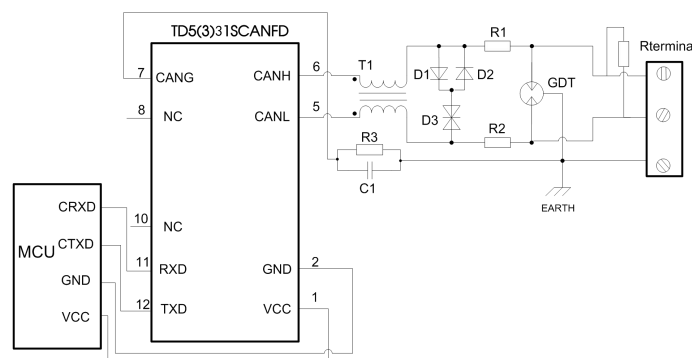 TD5(3)31SCANFD
R1
Rtermina
7
CANG
CANH
6
T1
D1
D2
GDT
8
NC
CANL
5
D3
R3
R2
C1
EARTH
CRXD
10
NC
MCU
CTXD
11
RXD
GND
2
GND
12
TXD
VCC
1
VCC